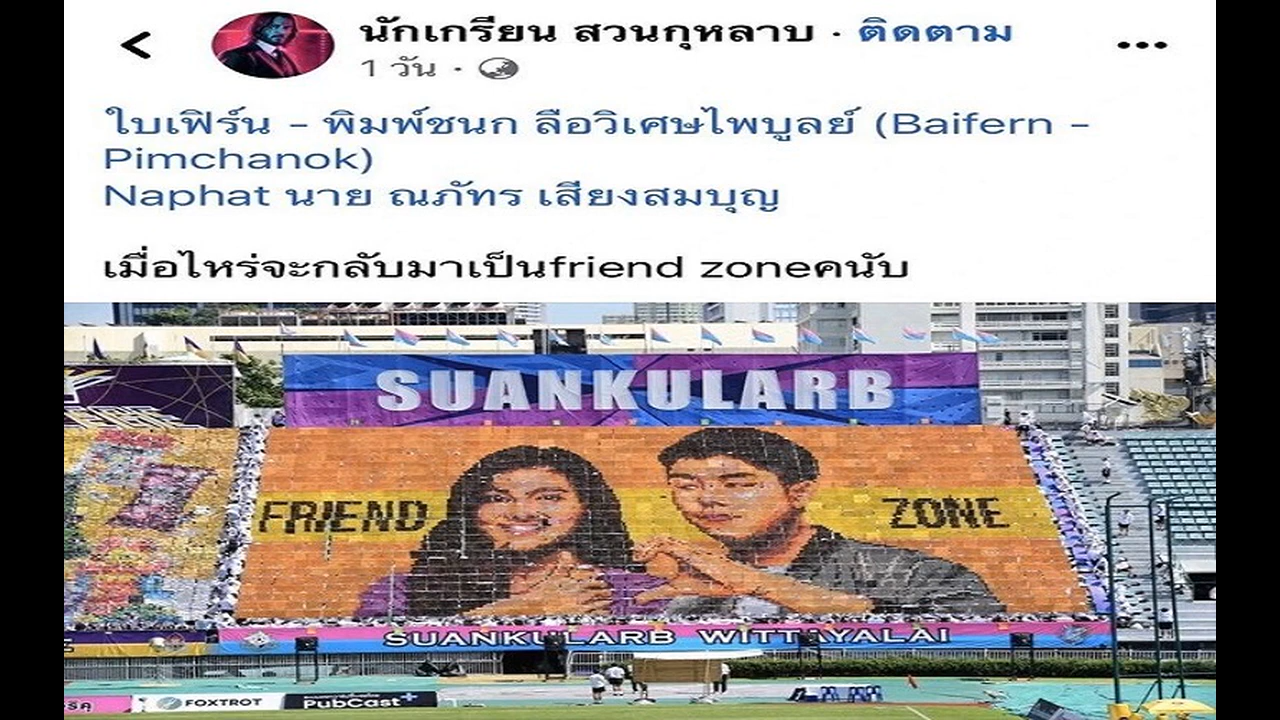 นักเกรียน สวนกุหลาบ · ติดตาม
1 วัน ·
ใบเฟิร์น - พิมพ์ชนก ลือวิเศษไพบูลย์ (Baifern -
Pimchanok)
Naphat นาย ณภัทร เสียงสมบุญ
เมื่อไหร่จะกลับมาเป็นfriend zoneคนับ
SUANKULARB
FRIEND ZONE
SUANKULARB WITTAYALAI
FOXTROT
PubCast+